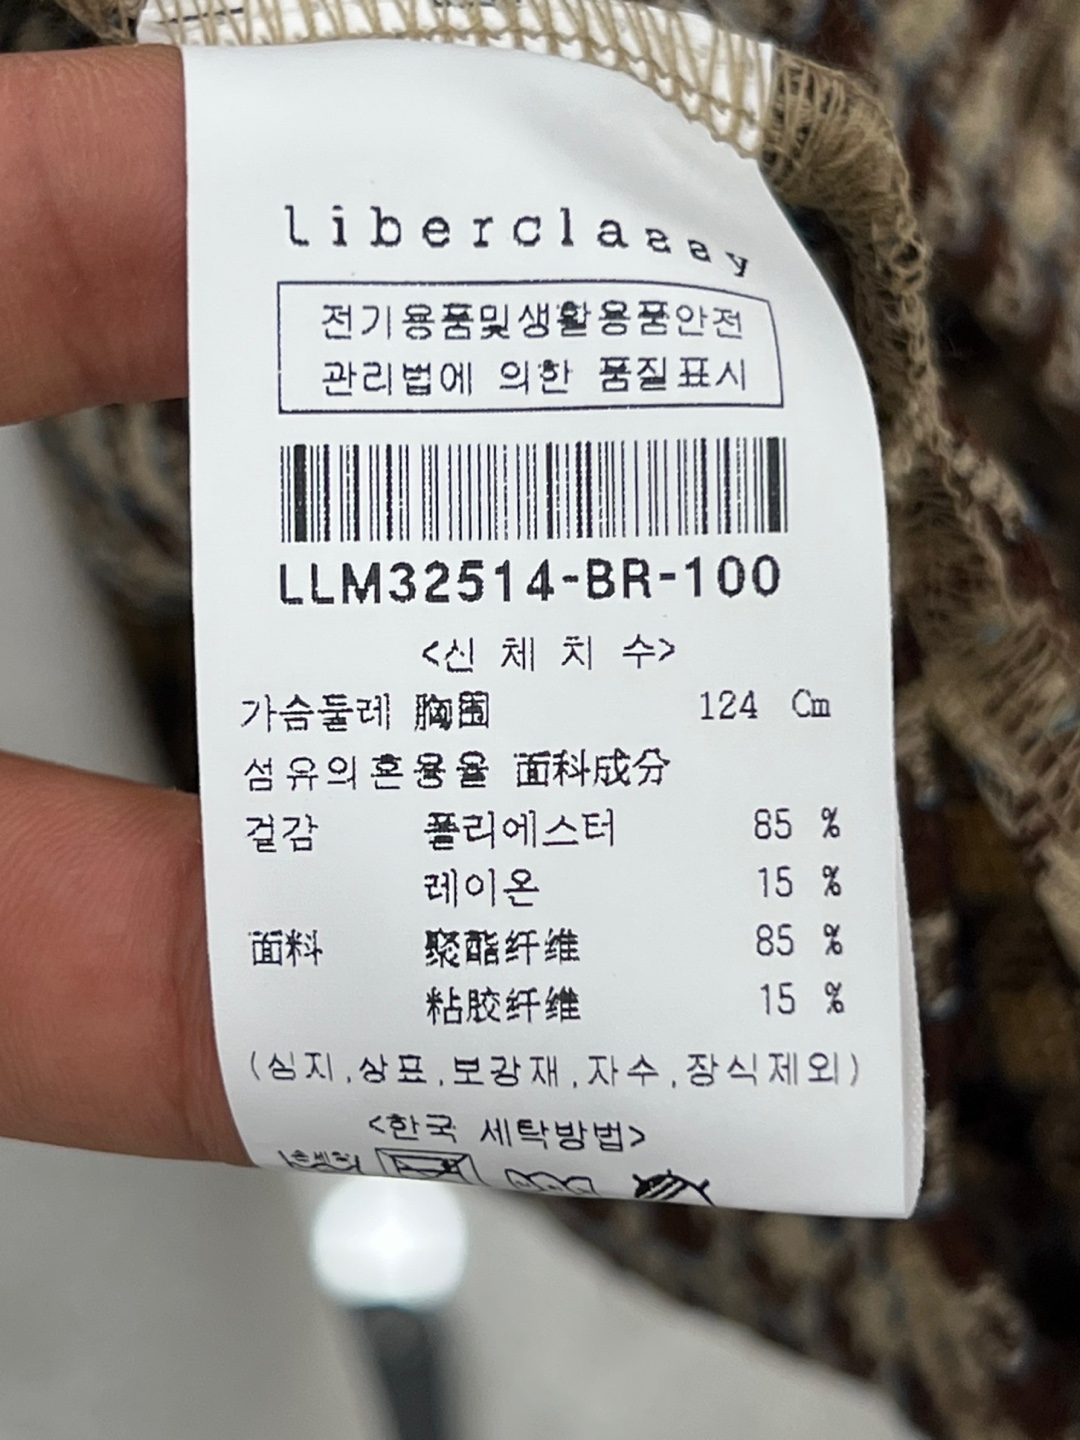 liberclassy
전기용품및생활용품안전
관리법에 의한 품질표시
LLM32514-BR-100
<신 체 치 수>
가슴둘레 胸围 124 Cm
섬유의혼용율 面料成分
겉감 폴리에스터 85 %
레이온 15 %
面料 聚酯纤维 85 %
粘胶纤维 15 %
(심지,상표,보강재,자수,장식제외)
<한국 세탁방법>